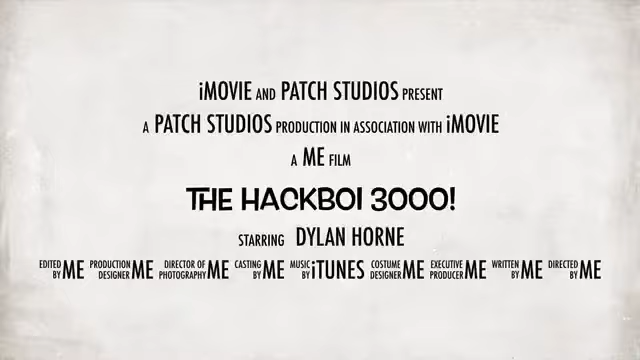 iMOVIE AND PATCH STUDIOS PRESENT
A PATCH STUDIOS PRODUCTION IN ASSOCIATION WITH iMOVIE
A ME FILM
THE HACKBOI 3000!
STARRING DYLAN HORNE
EDITED BY ME PRODUCTION DESIGNER ME DIRECTOR OF PHOTOGRAPHY ME CASTING BY ME MUSIC BY iTUNES COSTUME DESIGNER ME EXECUTIVE PRODUCER ME WRITTEN BY ME DIRECTED BY ME